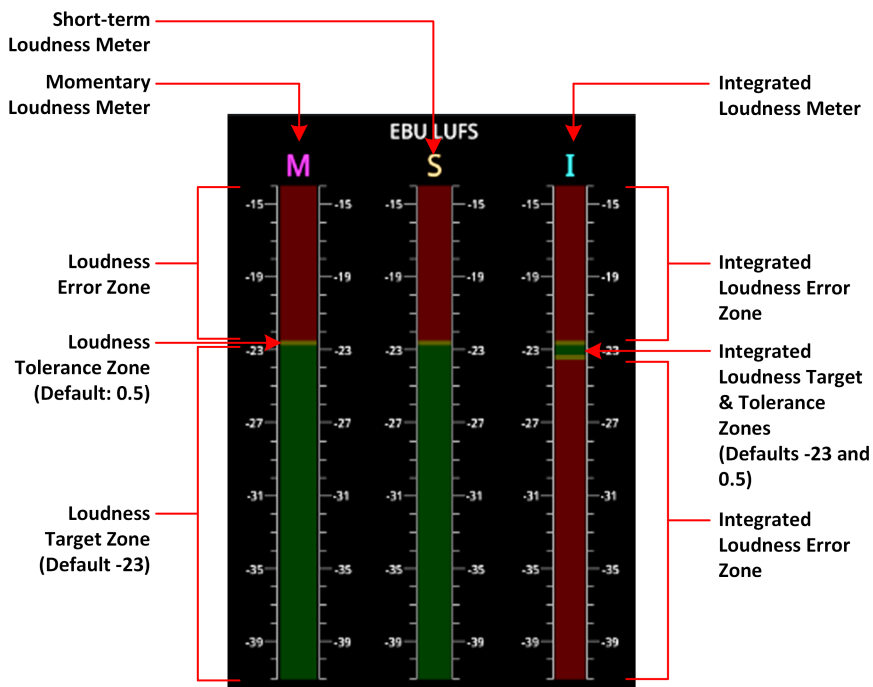 Short-term
Loudness Meter
Momentary
Loudness Meter
Integrated
Loudness Meter
EBU LUFS
M S I
-15 -15 -15 -15 -15 -15
Loudness
Error Zone
-19 -19 -19 -19 -19 -19
Integrated
Loudness Error
Zone
Loudness
Tolerance Zone
(Default: 0.5)
-23 -23 -23 -23 -23 -23
Integrated
Loudness Target
& Tolerance
Zones
(Defaults -23 and
0.5)
-27 -27 -27 -27 -27 -27
-31 -31 -31 -31 -31 -31
Loudness
Target Zone
(Default -23)
Integrated
Loudness Error
Zone
-35 -35 -35 -35 -35 -35
-39 -39 -39 -39 -39 -39